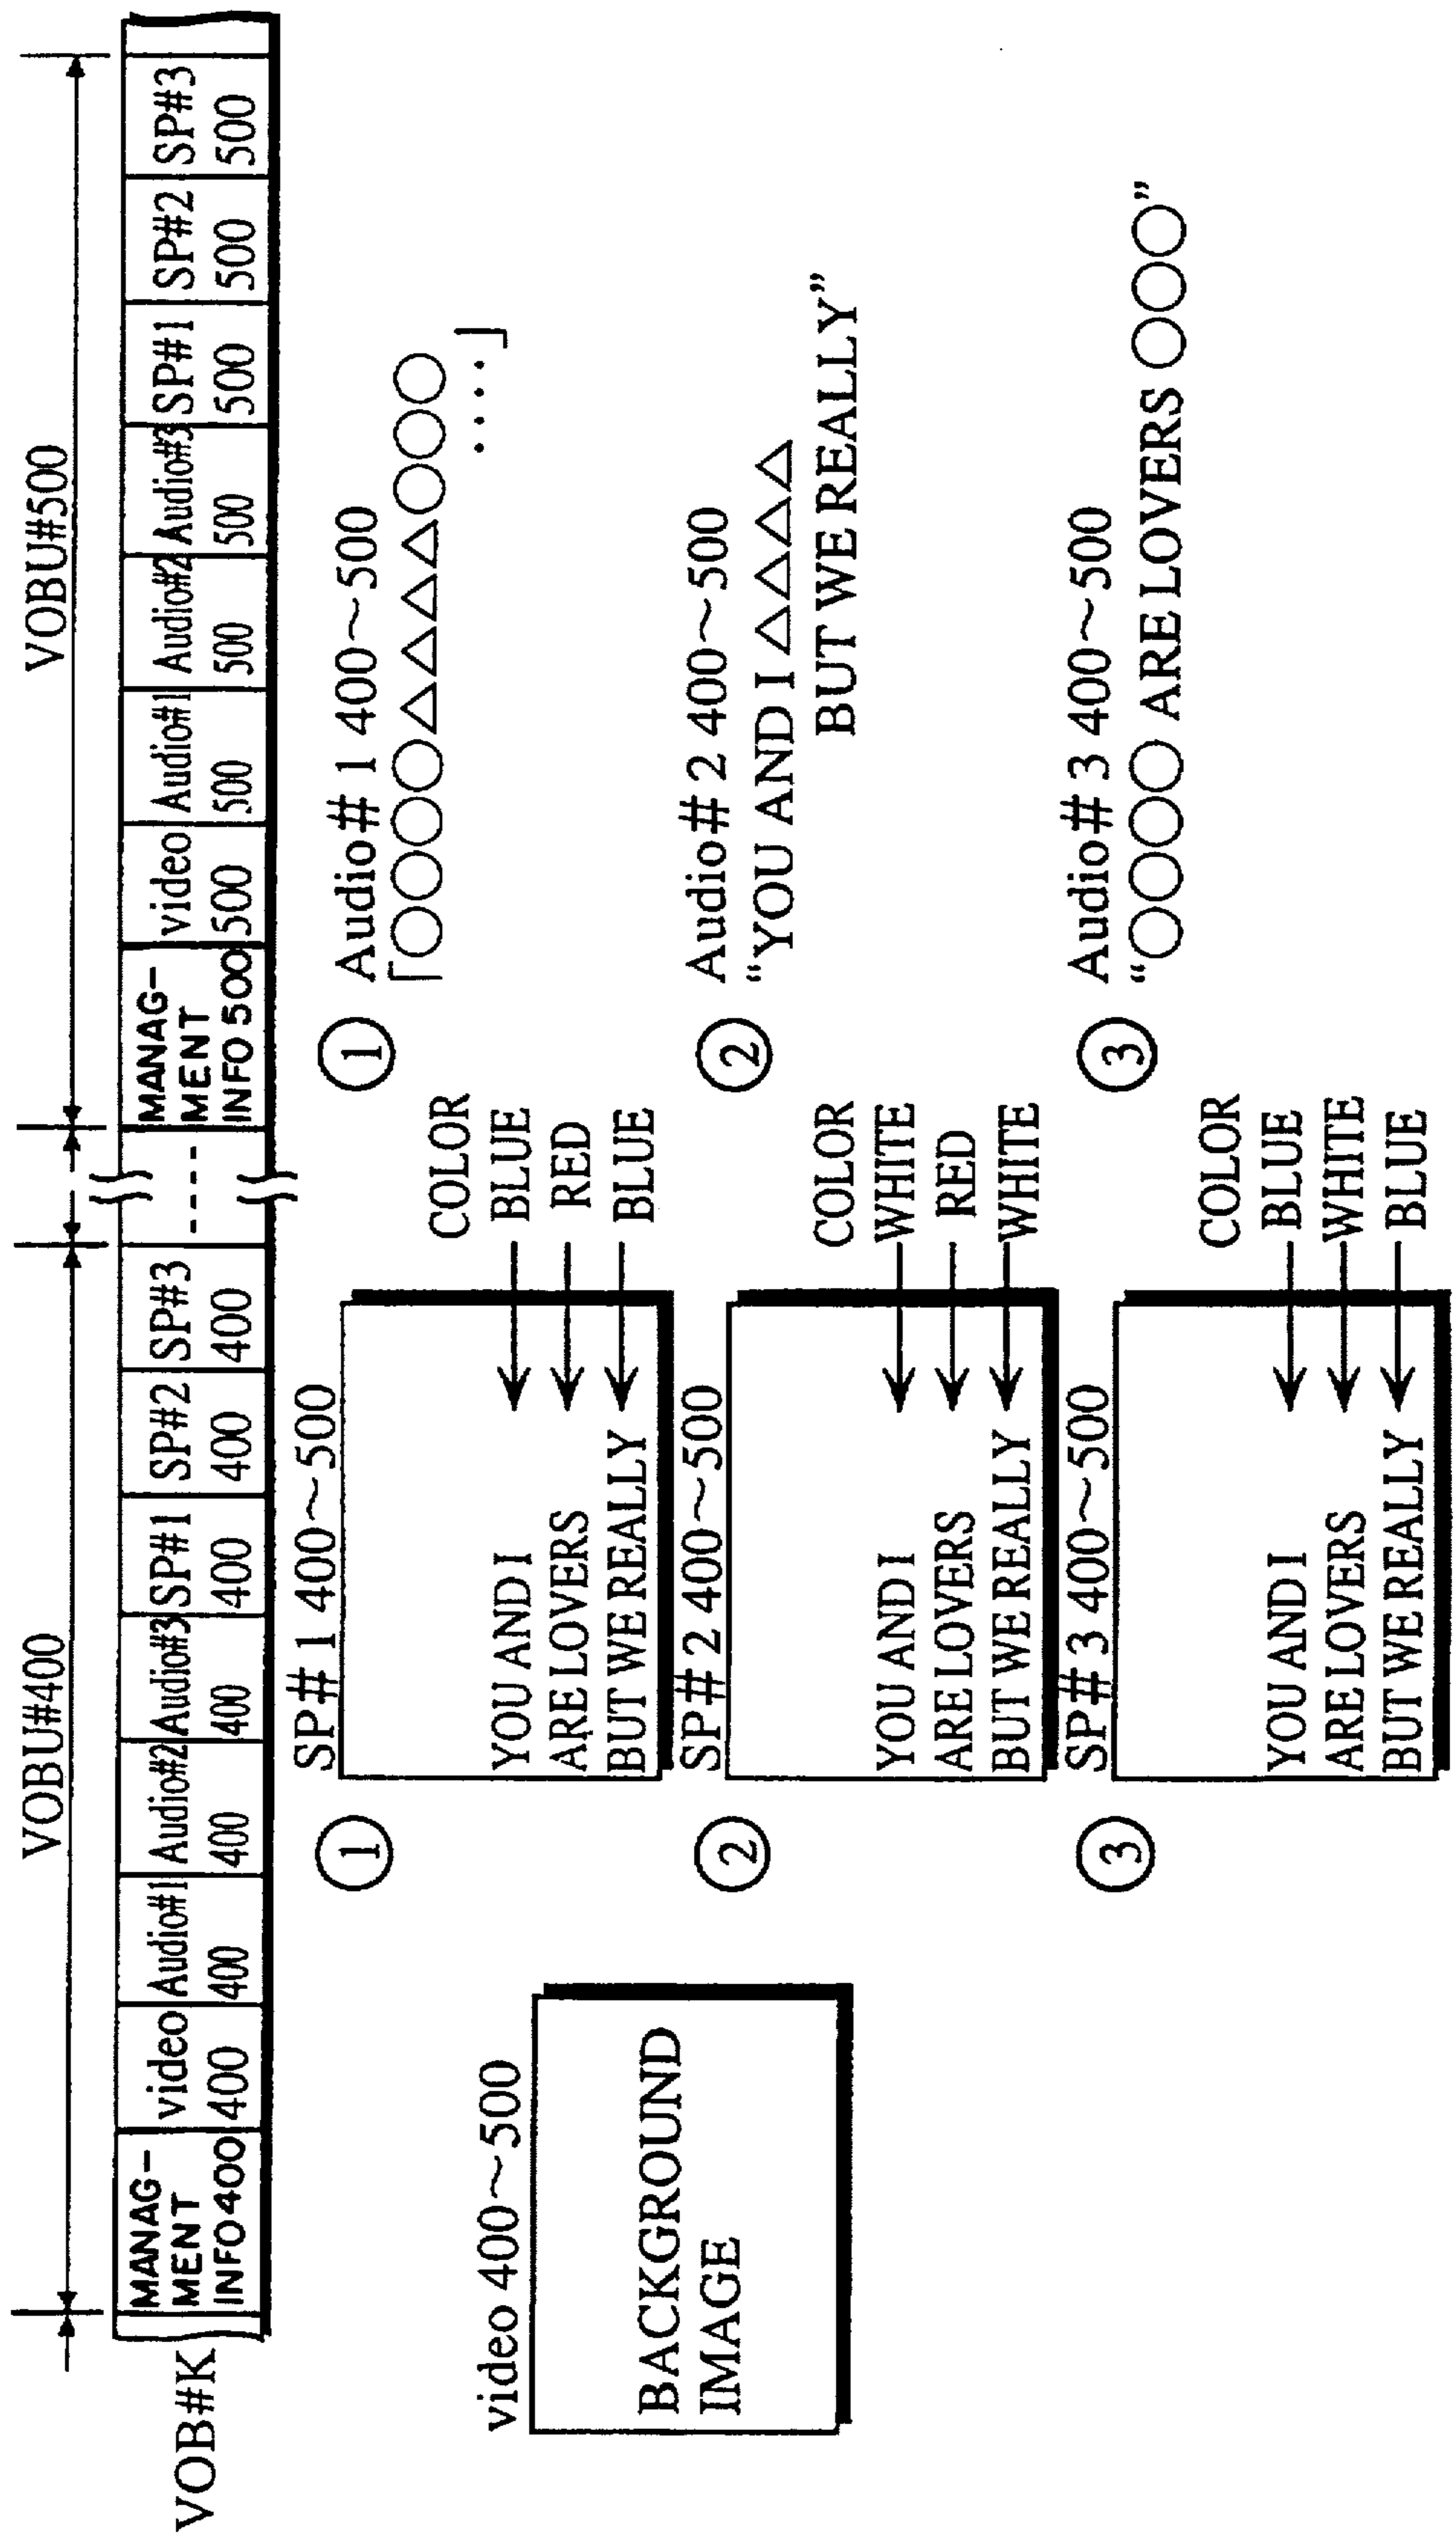 VOBU#400
VOBU#500
VOB#K
MANAG-
MENT
INFO400
video
400
Audio#1
400
Audio#2
400
Audio#3
400
SP#1
400
SP#2
400
SP#3
400
-----
MANAG-
MENT
INFO 500
video
500
Audio#1
500
Audio#2
500
Audio#3
500
SP#1
500
SP#2
500
SP#3
500
video 400~500
BACKGROUND
IMAGE
① SP# 1 400~500
YOU AND I
ARE LOVERS
BUT WE REALLY
COLOR
BLUE
RED
BLUE
② SP# 2 400~500
YOU AND I
ARE LOVERS
BUT WE REALLY
COLOR
WHITE
RED
WHITE
③ SP# 3 400~500
YOU AND I
ARE LOVERS
BUT WE REALLY
COLOR
BLUE
WHITE
BLUE
① Audio# 1 400~500
「○○○○△△△△○○○
‥‥」
② Audio# 2 400~500
“YOU AND I △△△△
BUT WE REALLY”
③ Audio# 3 400~500
“○○○○ ARE LOVERS ○○○”